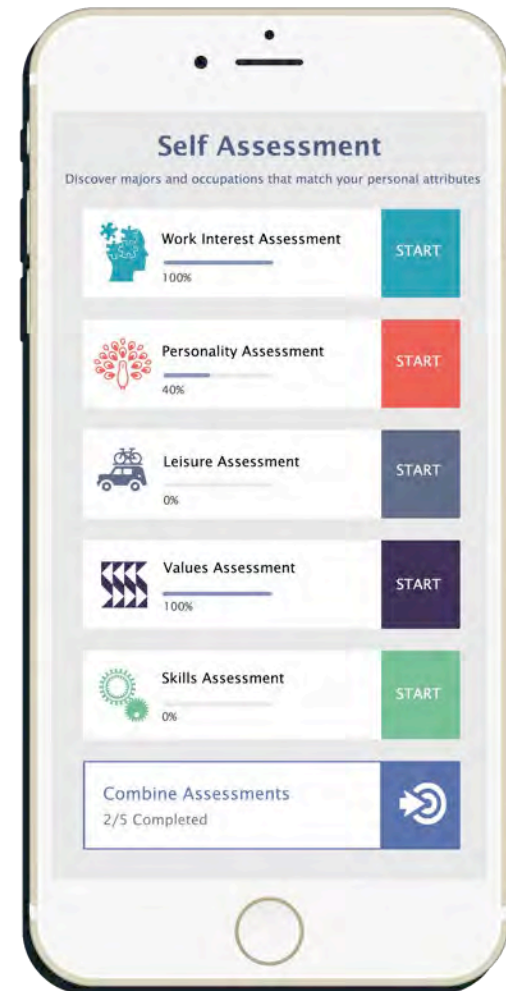 Self Assessment
Discover majors and occupations that match your personal attributes
Work Interest Assessment
START
100%
Personality Assessment
START
40%
Leisure Assessment
START
0%
Values Assessment
START
100%
Skills Assessment
START
0%
Combine Assessments
2/5 Completed